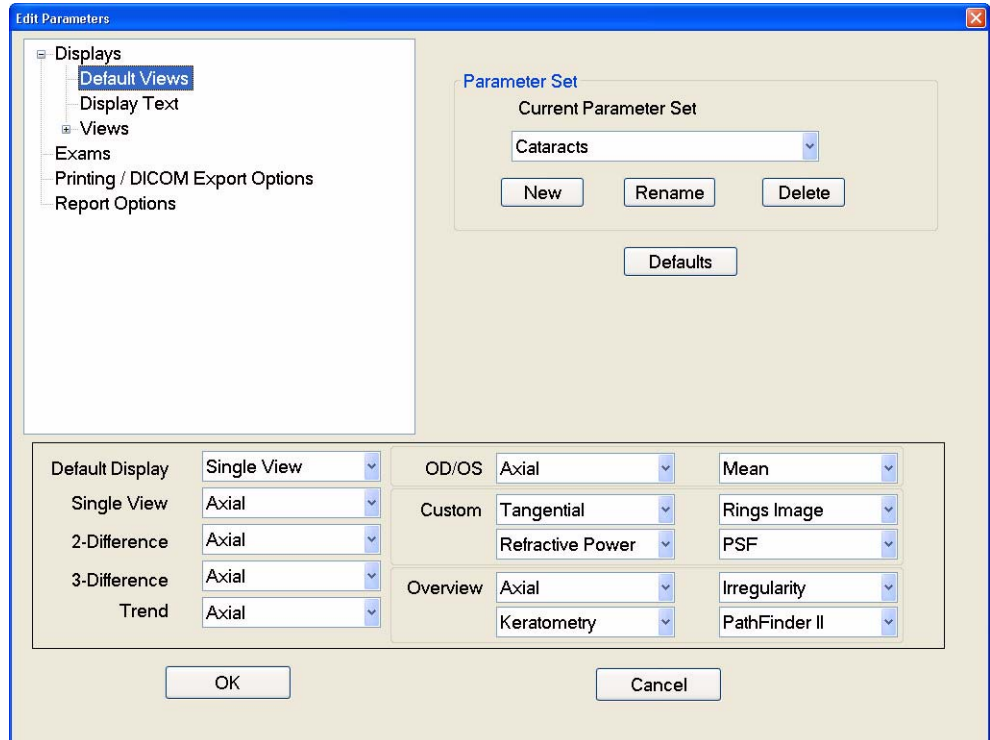 Edit Parameters
Displays
Default Views
Display Text
Views
Exams
Printing / DICOM Export Options
Report Options
Parameter Set
Current Parameter Set
Cataracts
New Rename Delete
Defaults
Default Display Single View OD/OS Axial Mean
Single View Axial Custom Tangential Rings Image
2-Difference Axial Refractive Power PSF
3-Difference Axial Overview Axial Irregularity
Trend Axial Keratometry PathFinder II
OK Cancel